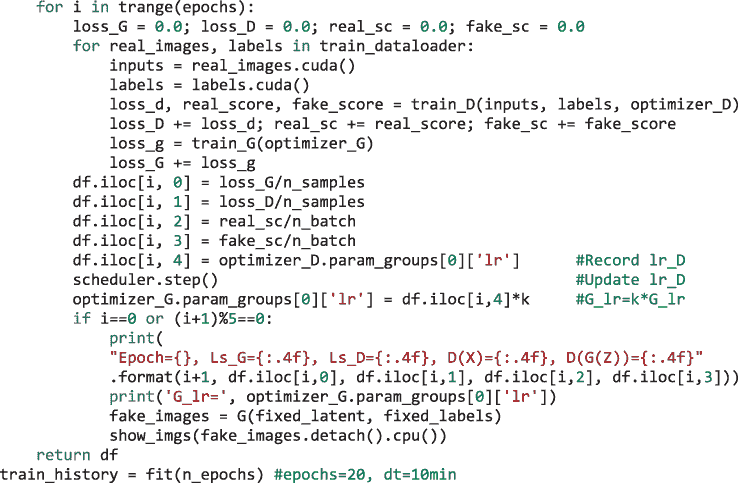 for i in trange(epochs):
loss_G = 0.0; loss_D = 0.0; real_sc = 0.0; fake_sc = 0.0
for real_images, labels in train_dataloader:
inputs = real_images.cuda()
labels = labels.cuda()
loss_d, real_score, fake_score = train_D(inputs, labels, optimizer_D)
loss_D += loss_d; real_sc += real_score; fake_sc += fake_score
loss_g = train_G(optimizer_G)
loss_G += loss_g
df.iloc[i, 0] = loss_G/n_samples
df.iloc[i, 1] = loss_D/n_samples
df.iloc[i, 2] = real_sc/n_batch
df.iloc[i, 3] = fake_sc/n_batch
df.iloc[i, 4] = optimizer_D.param_groups[0]['lr'] #Record lr_D
scheduler.step() #Update lr_D
optimizer_G.param_groups[0]['lr'] = df.iloc[i,4]*k #G_lr=k*G_lr
if i==0 or (i+1)%5==0:
print(
"Epoch={}, Ls_G={:.4f}, Ls_D={:.4f}, D(X)={:.4f}, D(G(Z))={:.4f}"
.format(i+1, df.iloc[i,0], df.iloc[i,1], df.iloc[i,2], df.iloc[i,3]))
print('G_lr=', optimizer_G.param_groups[0]['lr'])
fake_images = G(fixed_latent, fixed_labels)
show_imgs(fake_images.detach().cpu())
return df
train_history = fit(n_epochs) #epochs=20, dt=10min